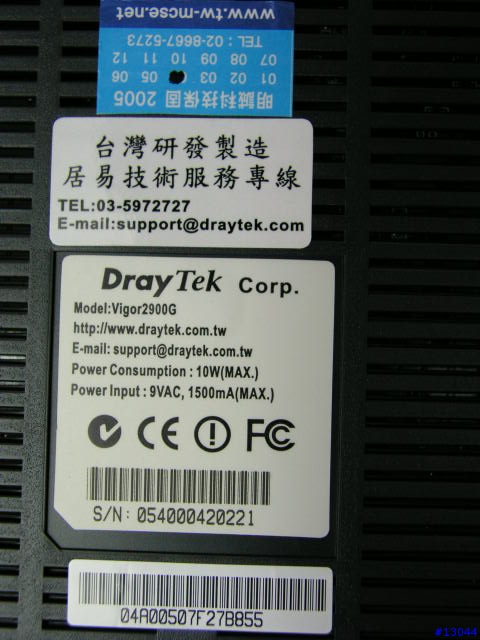 明誠科技保固 2005
01 02 03 05 06
07 08 09 10 11 12
TEL : 02-8667-5273
www.tw-mcse.net
台灣研發製造
居易技術服務專線
TEL:03-5972727
E-mail:support@draytek.com
DrayTek Corp.
Model:Vigor2900G
http://www.draytek.com.tw
E-mail: support@draytek.com.tw
Power Consumption : 10W(MAX.)
Power Input : 9VAC, 1500mA(MAX.)
CE FC
S/N: 054000420221
04A00507F27B855
#13044